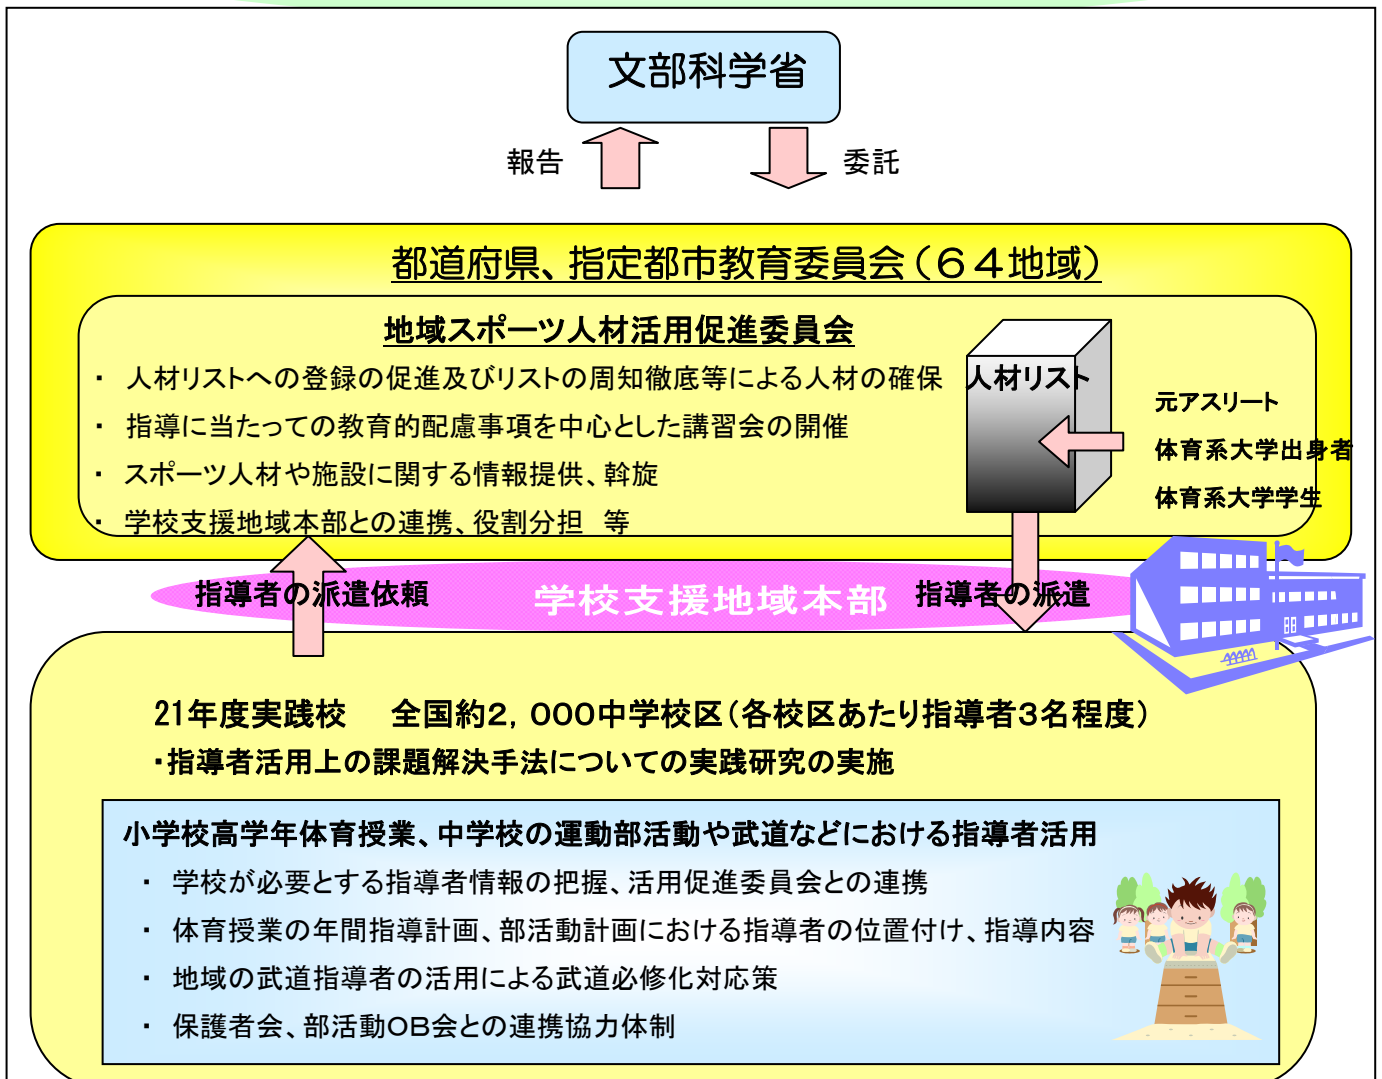 文部科学省
報告
委託
都道府県、指定都市教育委員会（６４地域）
地域スポーツ人材活用促進委員会
・ 人材リストへの登録の促進及びリストの周知徹底等による人材の確保
・ 指導に当たっての教育的配慮事項を中心とした講習会の開催
・ スポーツ人材や施設に関する情報提供、斡旋
・ 学校支援地域本部との連携、役割分担　等
人材リスト
元アスリート
体育系大学出身者
体育系大学学生
指導者の派遣依頼
学校支援地域本部
指導者の派遣
21年度実践校　全国約２，０００中学校区（各校区あたり指導者３名程度）
・指導者活用上の課題解決手法についての実践研究の実施
小学校高学年体育授業、中学校の運動部活動や武道などにおける指導者活用
・ 学校が必要とする指導者情報の把握、活用促進委員会との連携
・ 体育授業の年間指導計画、部活動計画における指導者の位置付け、指導内容
・ 地域の武道指導者の活用による武道必修化対応策
・ 保護者会、部活動ＯＢ会との連携協力体制